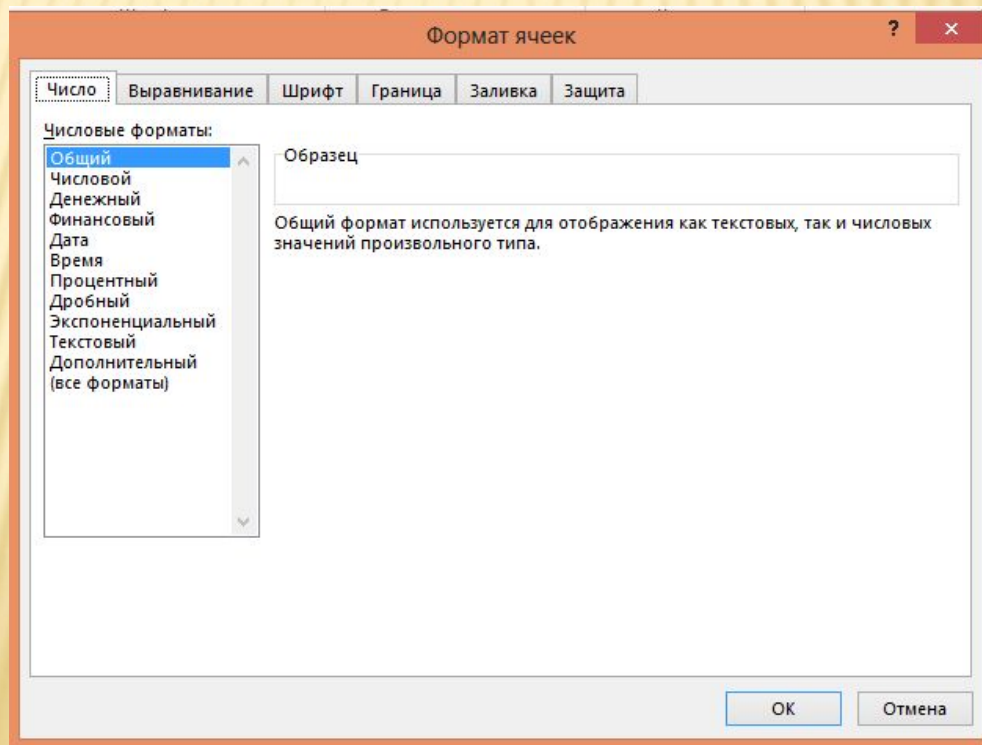 Формат ячеек
?
Число Выравнивание Шрифт Граница Заливка Защита
Числовые форматы:
Общий
Числовой
Денежный
Финансовый
Дата
Время
Процентный
Дробный
Экспоненциальный
Текстовый
Дополнительный
(все форматы)
Образец
Общий формат используется для отображения как текстовых, так и числовых
значений произвольного типа.
ОК Отмена